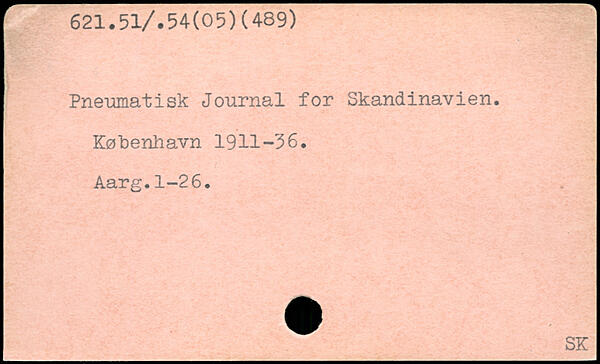 621.51/.54(05)(489)
Pneumatisk Journal for Skandinavien.
København 1911-36.
Aarg.1-26.
SK